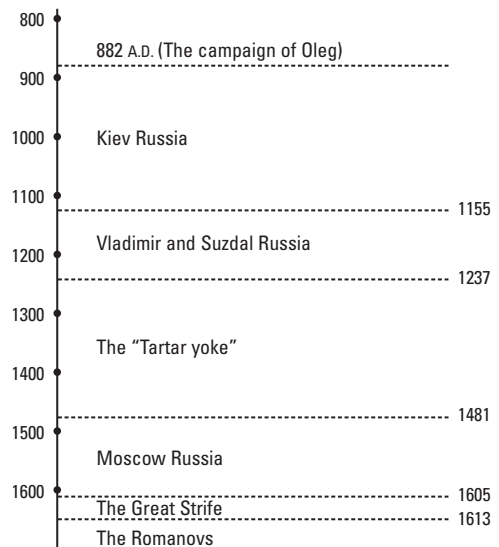 800
882 A.D. (The campaign of Oleg)
900
1000 Kiev Russia
1100
1155
Vladimir and Suzdal Russia
1200
1237
1300
The “Tartar yoke”
1400
1481
1500
Moscow Russia
1600
1605
The Great Strife
1613
The Romanovs